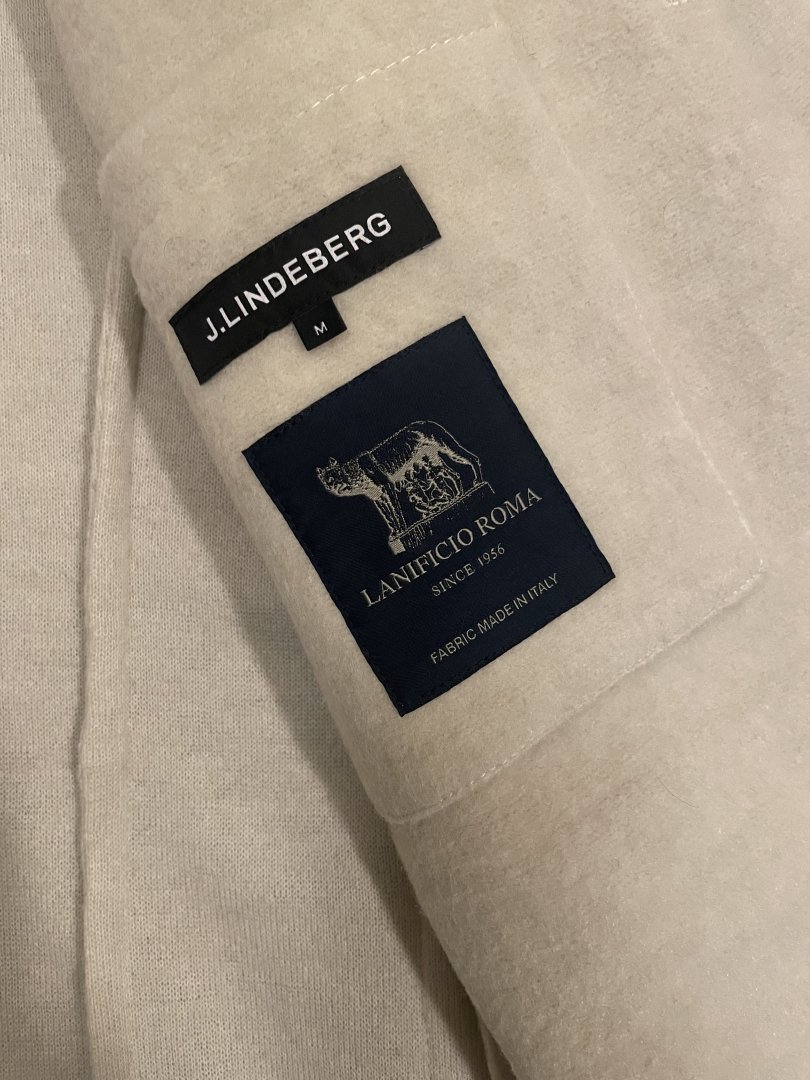 J.LINDEBERG
M
LANIFICIO ROMA
SINCE 1956
FABRIC MADE IN ITALY